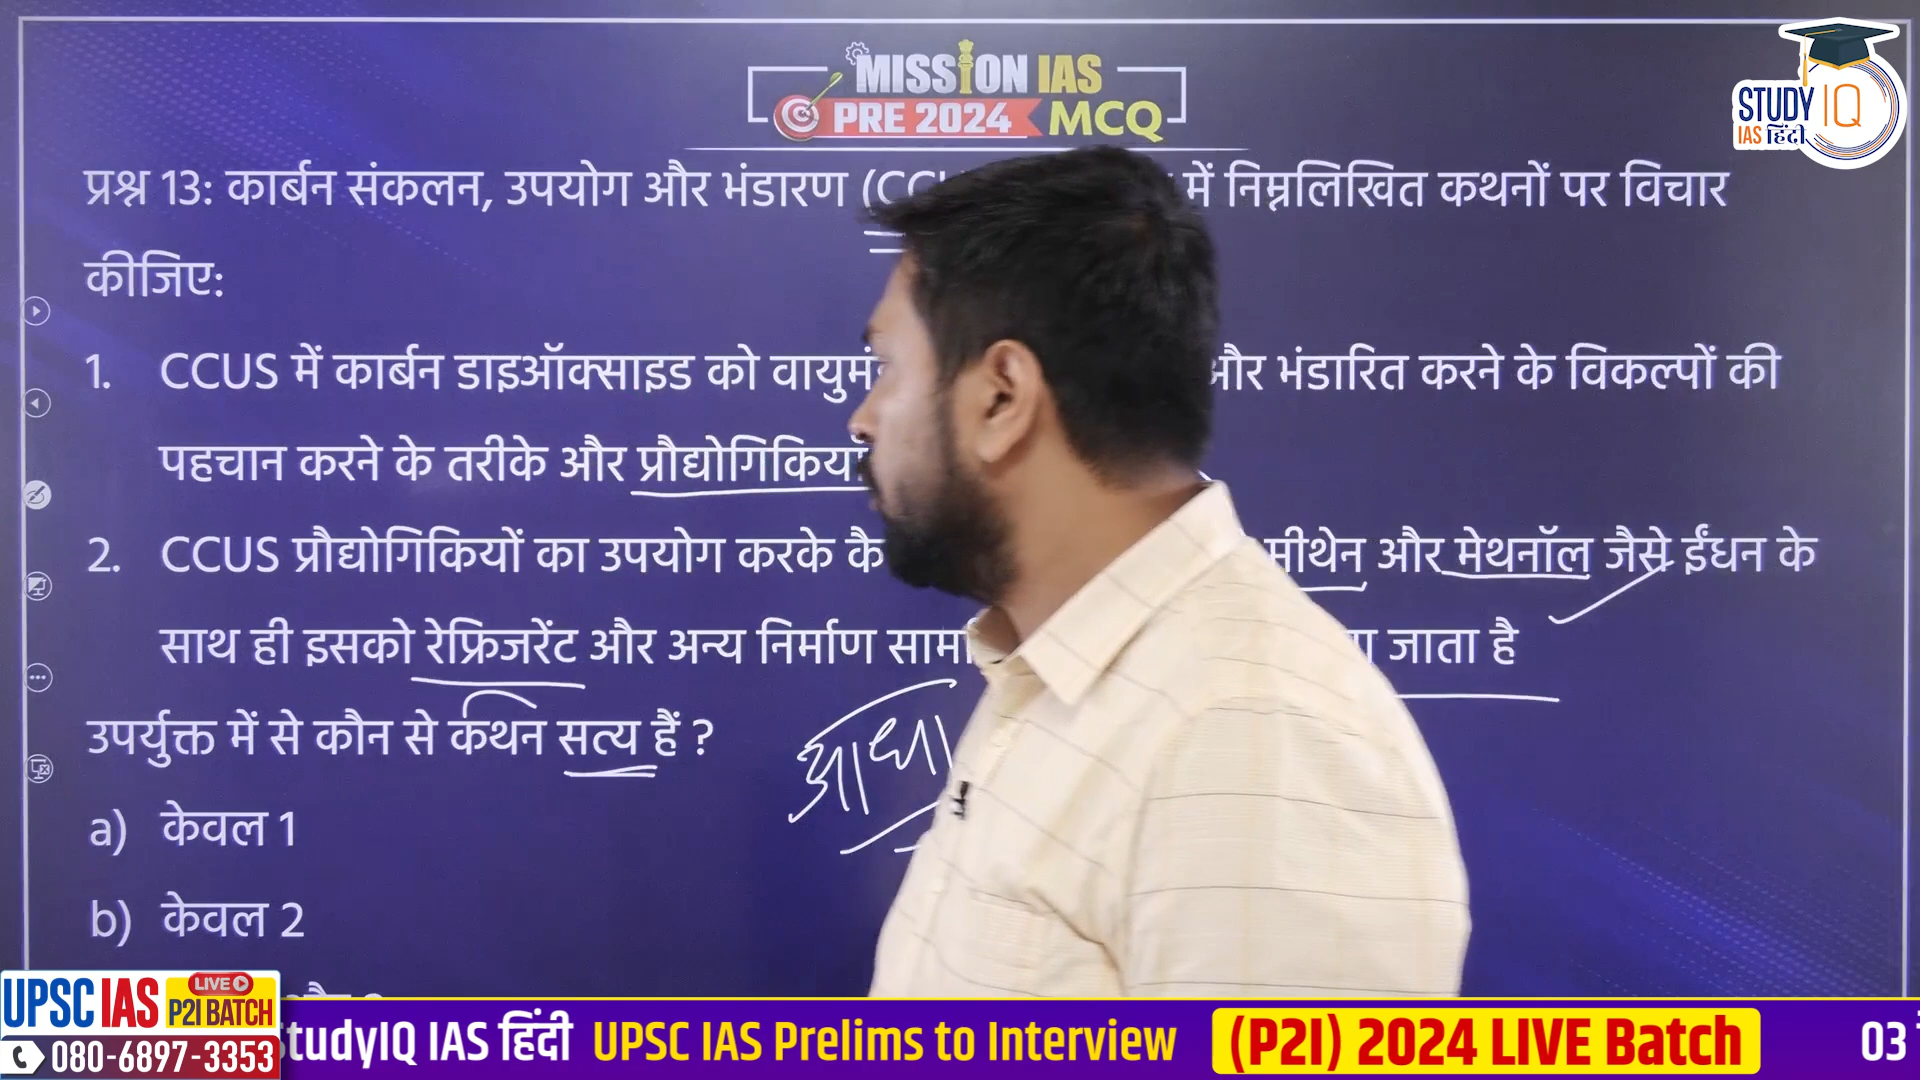 MISSION IAS
PRE 2024 MCQ
STUDY IQ
IAS हिंदी
प्रश्न 13: कार्बन संकलन, उपयोग और भंडारण में निम्नलिखित कथनों पर विचार
कीजिए:
1. CCUS में कार्बन डाइऑक्साइड को और भंडारित करने के विकल्पों की
पहचान करने के तरीके और
2. CCUS प्रौद्योगिकियों का उपयोग करके मीथेन और मेथनॉल जैसे ईंधन के
साथ ही इसको रेफ्रिजरेंट और अन्य निर्माण जाता है
उपर्युक्त में से कौन से कथन सत्य हैं ?
a) केवल 1
b) केवल 2
LIVE
UPSC IAS P2I BATCH
080-6897-3353
StudyIQ IAS हिंदी UPSC IAS Prelims to Interview (P2I) 2024 LIVE Batch 03